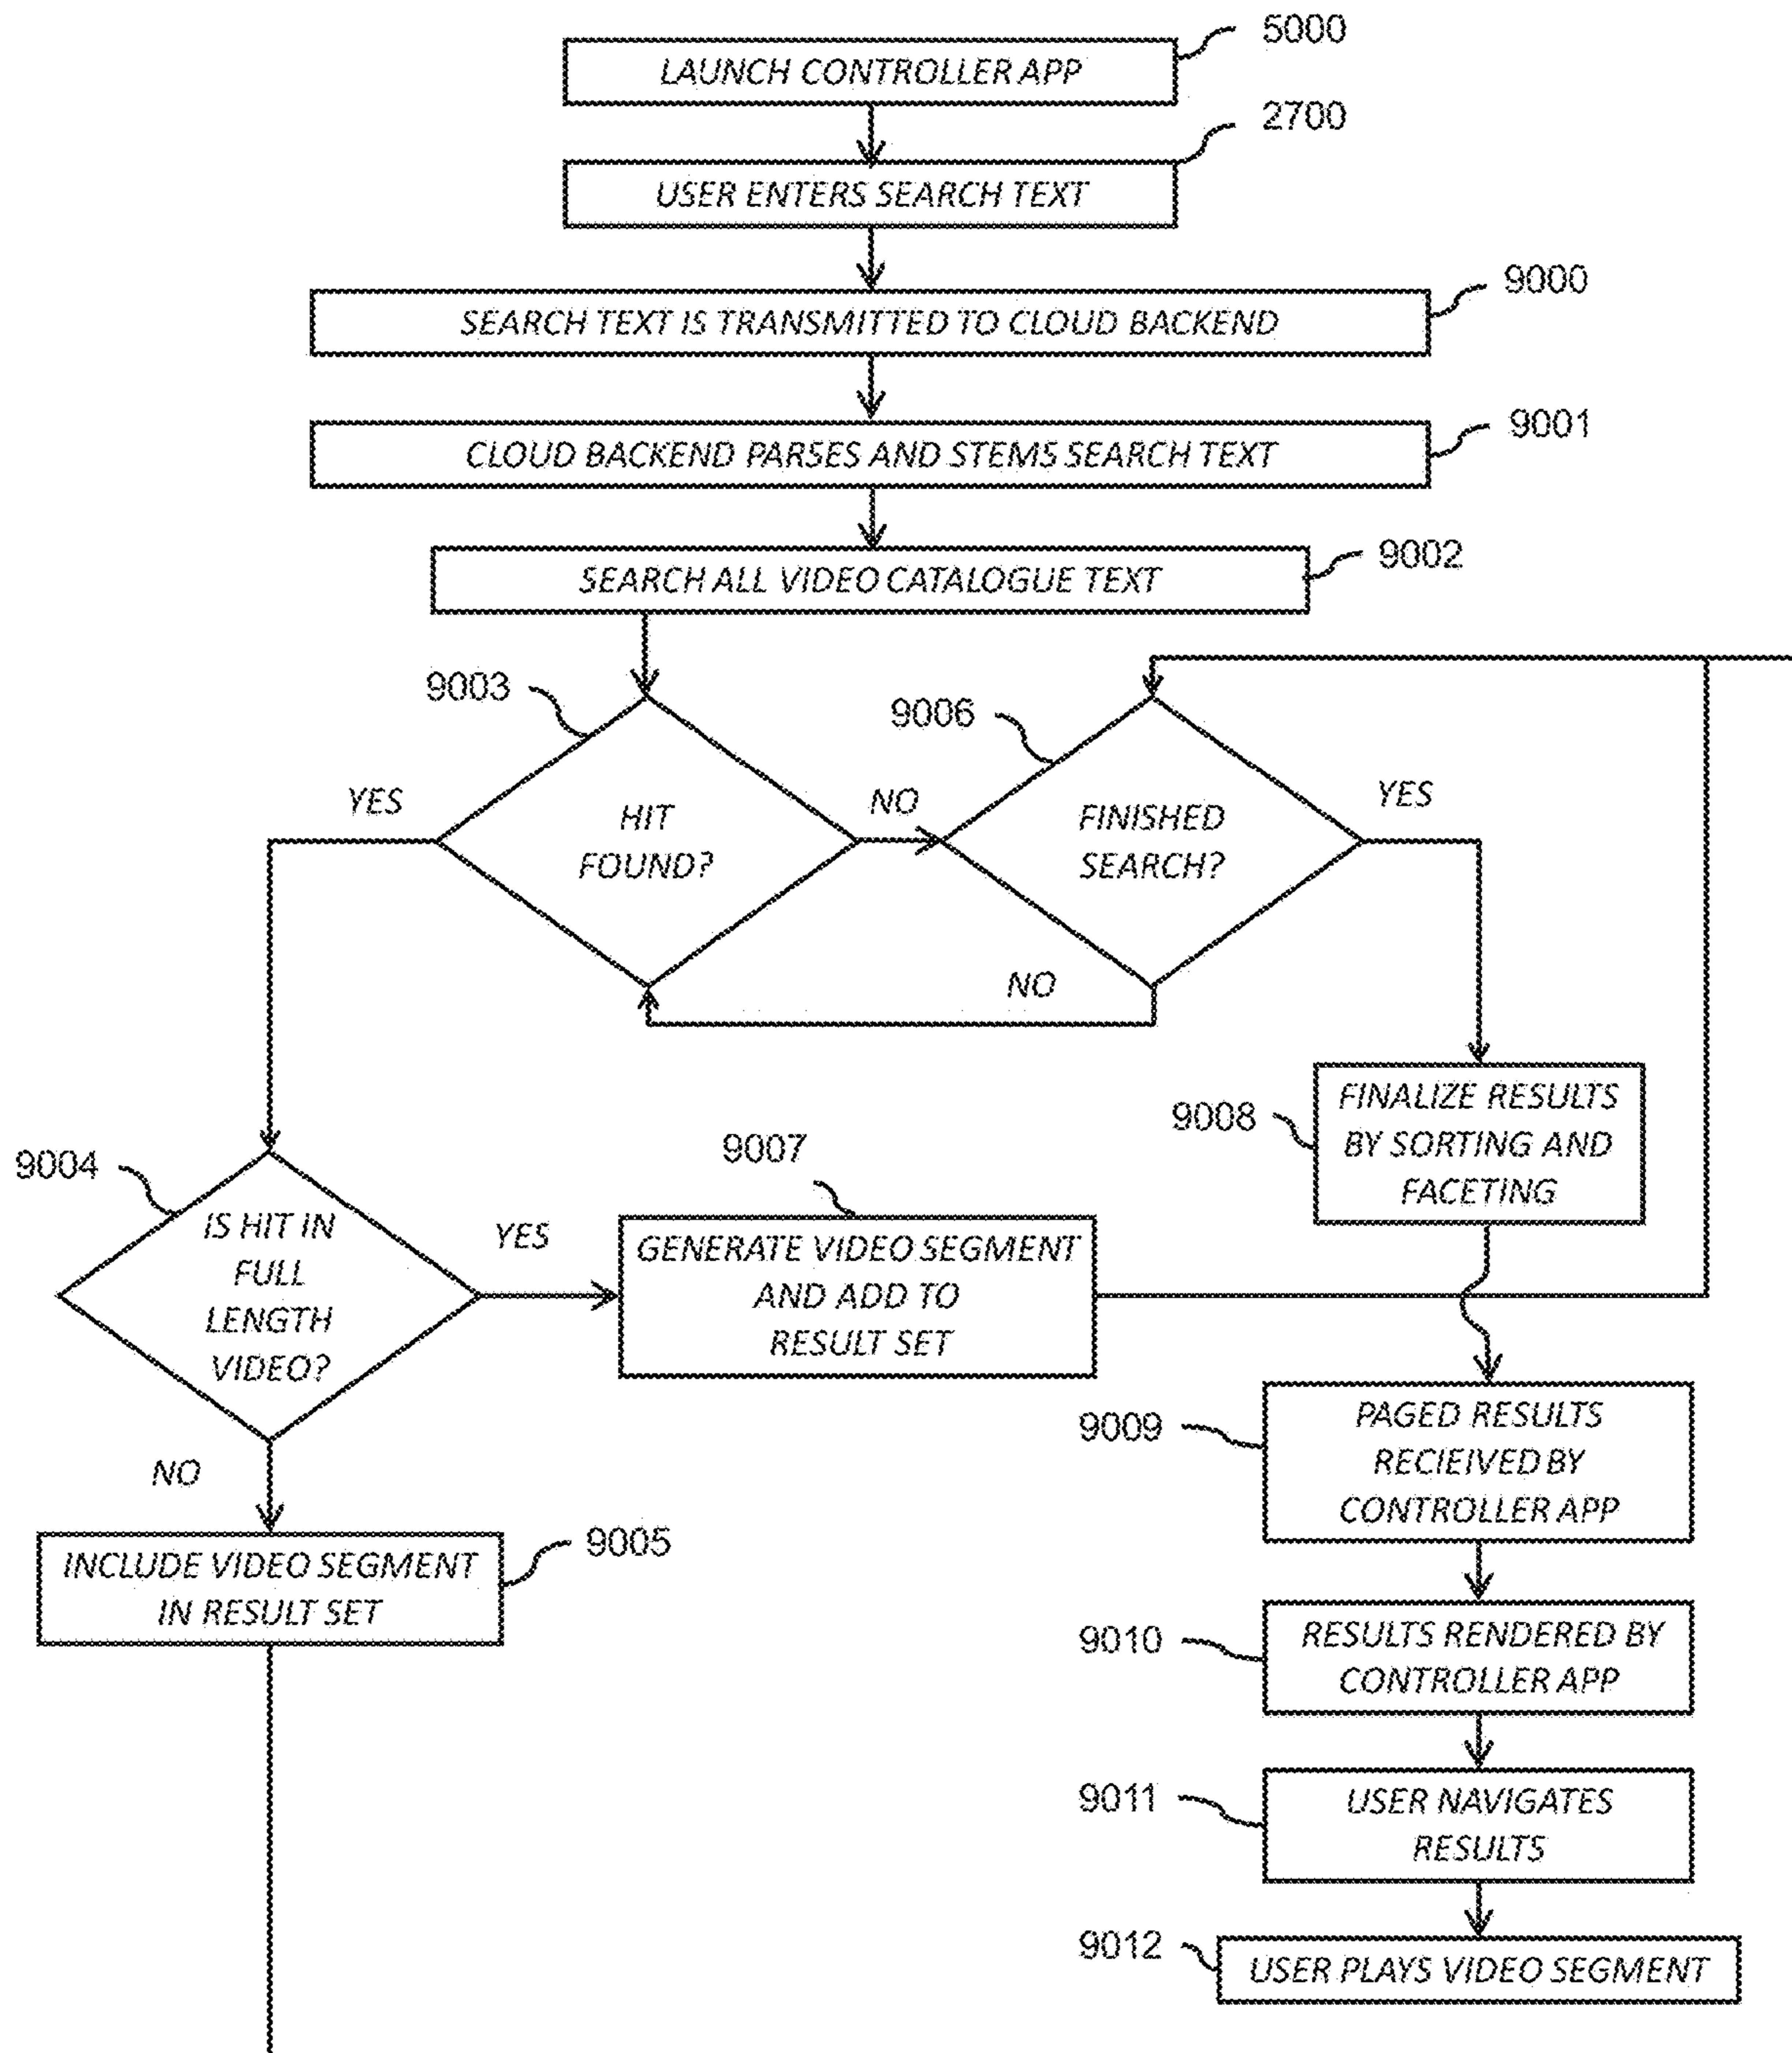 5000
LAUNCH CONTROLLER APP
2700
USER ENTERS SEARCH TEXT
9000
SEARCH TEXT IS TRANSMITTED TO CLOUD BACKEND
9001
CLOUD BACKEND PARSES AND STEMS SEARCH TEXT
9002
SEARCH ALL VIDEO CATALOGUE TEXT
9003
9006
YES
HIT
FOUND?
NO
FINISHED
SEARCH?
YES
NO
9008
FINALIZE RESULTS
BY SORTING AND
FACETING
9004
IS HIT IN
FULL
LENGTH
VIDEO?
YES
9007
GENERATE VIDEO SEGMENT
AND ADD TO
RESULT SET
NO
9009
PAGED RESULTS
RECIEIVED BY
CONTROLLER APP
9005
INCLUDE VIDEO SEGMENT
IN RESULT SET
9010
RESULTS RENDERED BY
CONTROLLER APP
9011
USER NAVIGATES
RESULTS
9012
USER PLAYS VIDEO SEGMENT